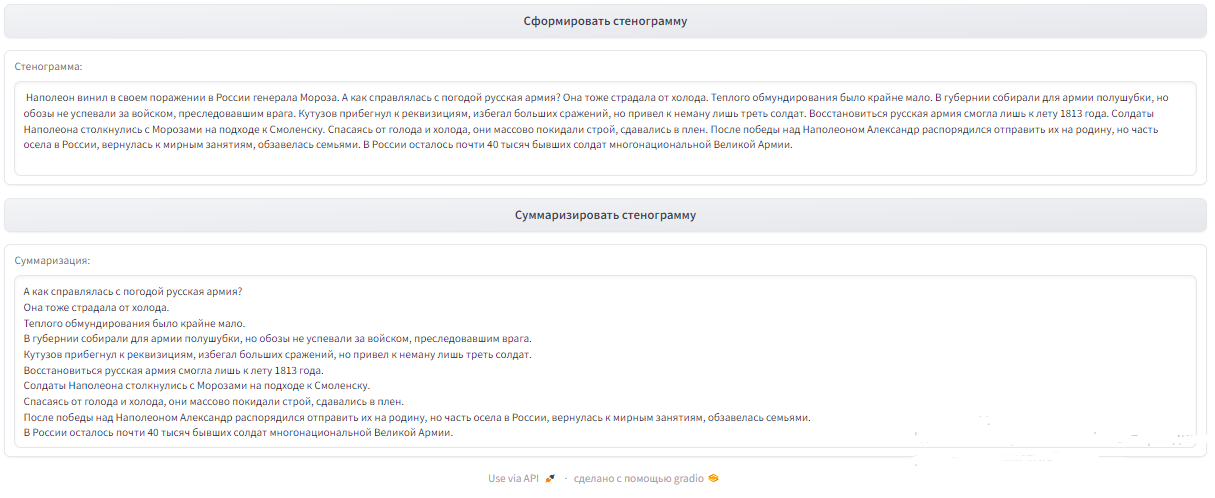 Сформировать стенограмму
Стенограмма:
Наполеон винил в своем поражении в России генерала Мороза. А как справлялась с погодой русская армия? Она тоже страдала от холода. Теплого обмундирования было крайне мало. В губернии собирали для армии полушубки, но
обозы не успевали за войском, преследовавшим врага. Кутузов прибегнул к реквизициям, избегал больших сражений, но привел к неману лишь треть солдат. Восстановиться русская армия смогла лишь к лету 1813 года. Солдаты
Наполеона столкнулись с Морозами на подходе к Смоленску. Спасаясь от голода и холода, они массово покидали строй, сдавались в плен. После победы над Наполеоном Александр распорядился отправить их на родину, но часть
осела в России, вернулась к мирным занятиям, обзавелась семьями. В России осталось почти 40 тысяч бывших солдат многонациональной Великой Армии.
Суммаризировать стенограмму
Суммаризация:
А как справлялась с погодой русская армия?
Она тоже страдала от холода.
Теплого обмундирования было крайне мало.
В губернии собирали для армии полушубки, но обозы не успевали за войском, преследовавшим врага.
Кутузов прибегнул к реквизициям, избегал больших сражений, но привел к неману лишь треть солдат.
Восстановиться русская армия смогла лишь к лету 1813 года.
Солдаты Наполеона столкнулись с Морозами на подходе к Смоленску.
Спасаясь от голода и холода, они массово покидали строй, сдавались в плен.
После победы над Наполеоном Александр распорядился отправить их на родину, но часть осела в России, вернулась к мирным занятиям, обзавелась семьями.
В России осталось почти 40 тысяч бывших солдат многонациональной Великой Армии.
Use via API · сделано с помощью gradio